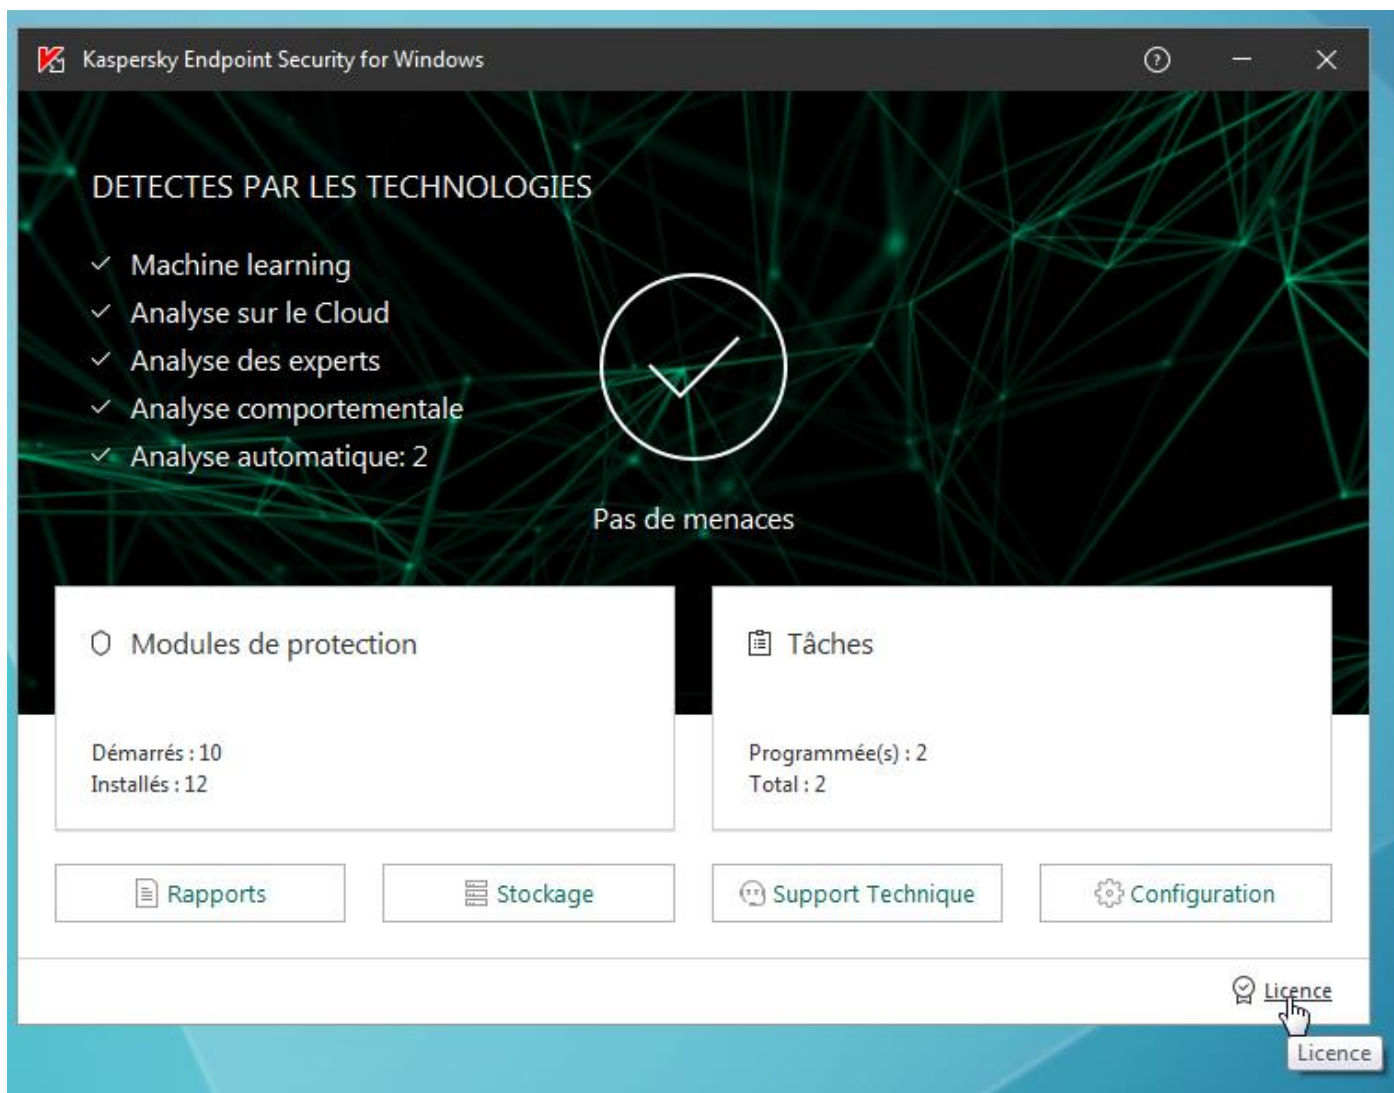 Kaspersky Endpoint Security for Windows
DETECTES PAR LES TECHNOLOGIES
Machine learning
Analyse sur le Cloud
Analyse des experts
Analyse comportementale
Analyse automatique: 2
Pas de menaces
Modules de protection
Démarrés : 10
Installés : 12
Tâches
Programmée(s) : 2
Total : 2
Rapports
Stockage
Support Technique
Configuration
Licence
Licence